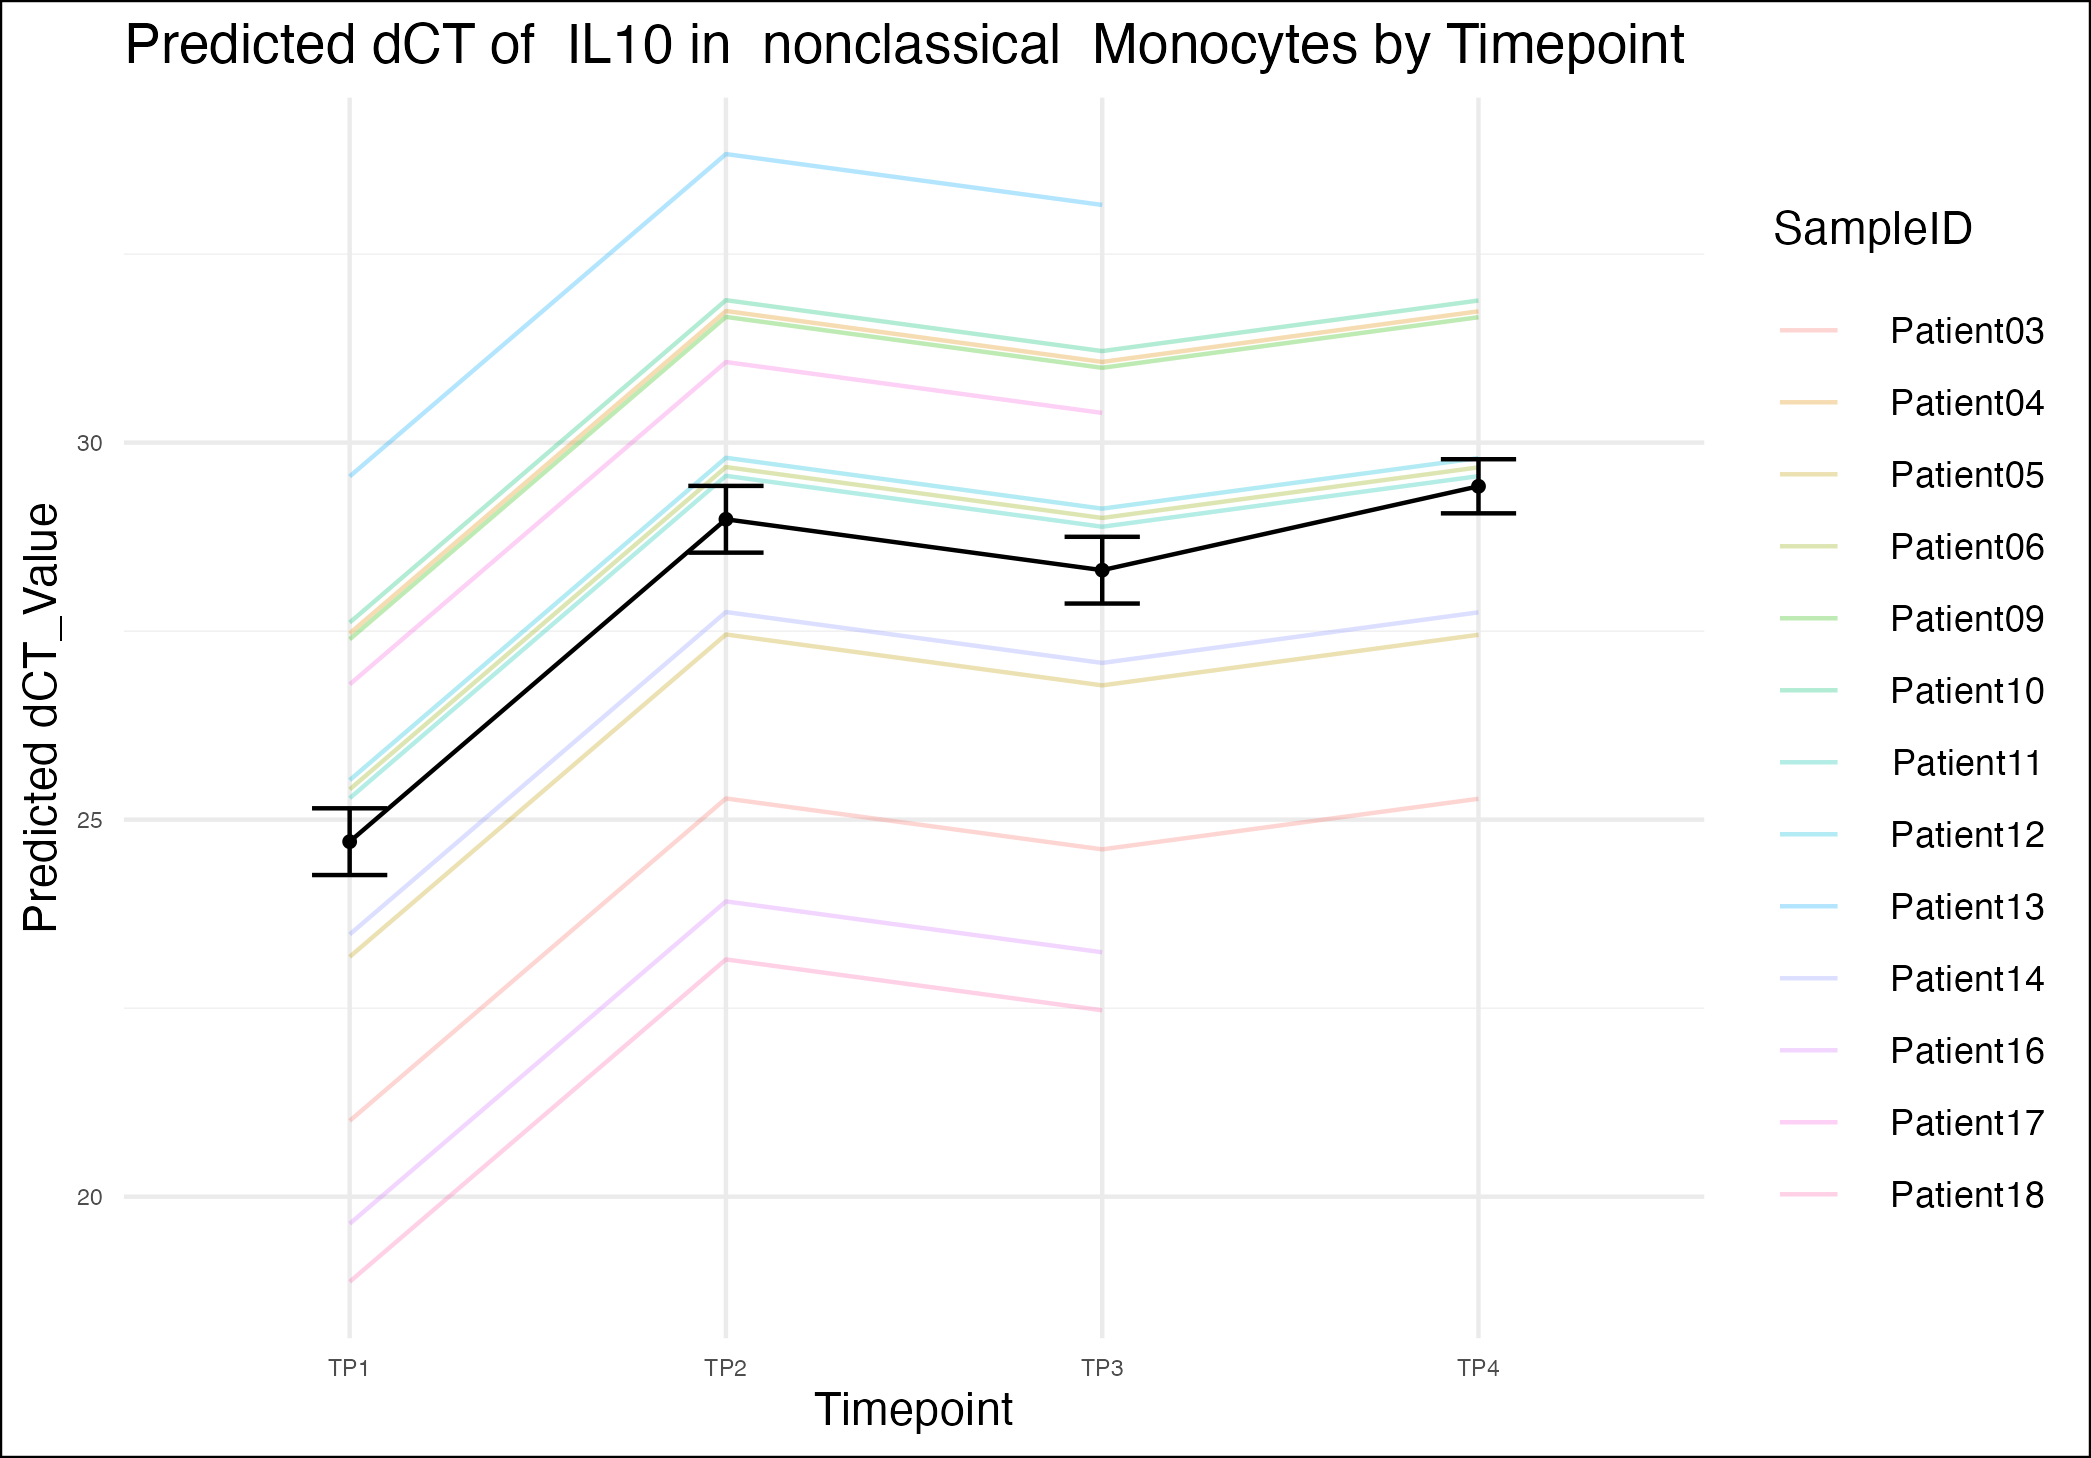 Predicted dCT of  IL10 in  nonclassical  Monocytes by Timepoint
Predicted dCT_Value
30
25
20
TP1
TP2
TP3
TP4
Timepoint
SampleID
Patient03
Patient04
Patient05
Patient06
Patient09
Patient10
Patient11
Patient12
Patient13
Patient14
Patient16
Patient17
Patient18